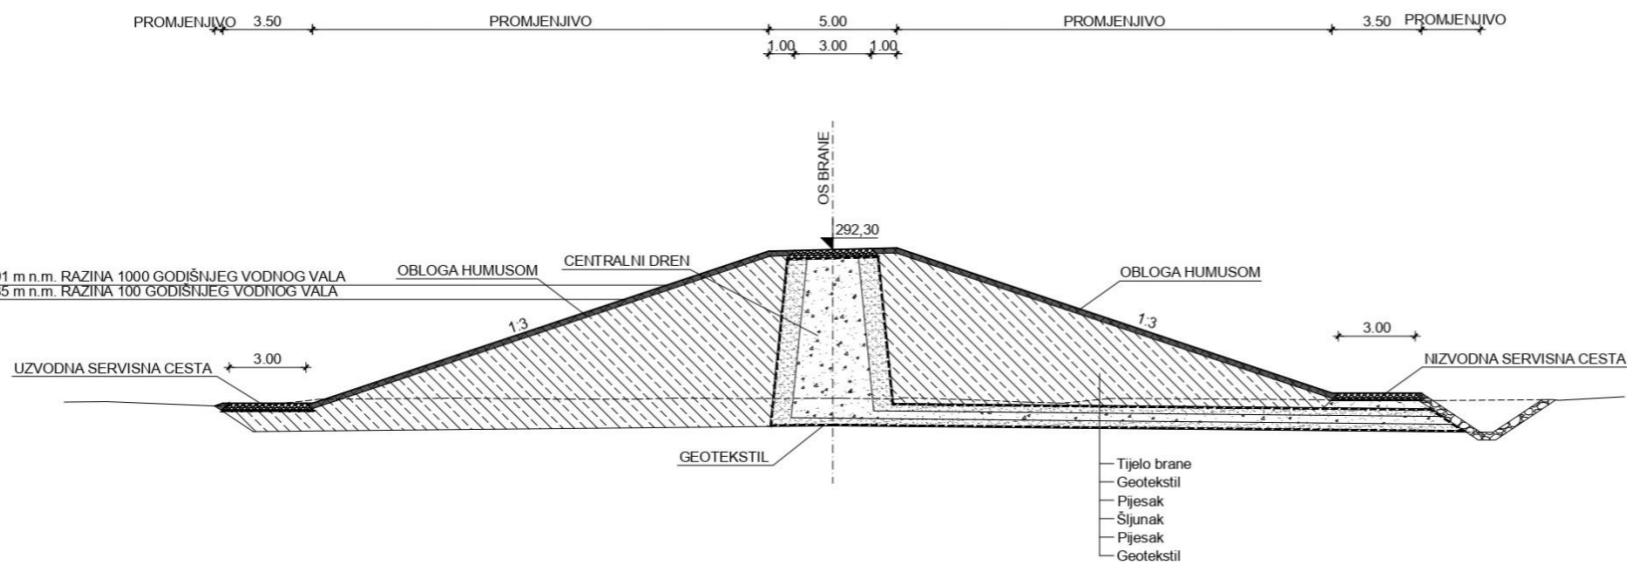 PROMJENJIVO 3.50 PROMJENJIVO 5.00 PROMJENJIVO 3.50 PROMJENJIVO
1.00 3.00 1.00
OS BRANE
292,30
CENTRALNI DREN
OBLOGA HUMUSOM
OBLOGA HUMUSOM
m n.m. RAZINA 1000 GODIŠNJEG VODNOG VALA
m n.m. RAZINA 100 GODIŠNJEG VODNOG VALA
1:3
1:3
3.00
3.00
UZVODNA SERVISNA CESTA
NIZVODNA SERVISNA CESTA
GEOTEKSTIL
Tijelo brane
Geotekstil
Pijesak
Šljunak
Pijesak
Geotekstil